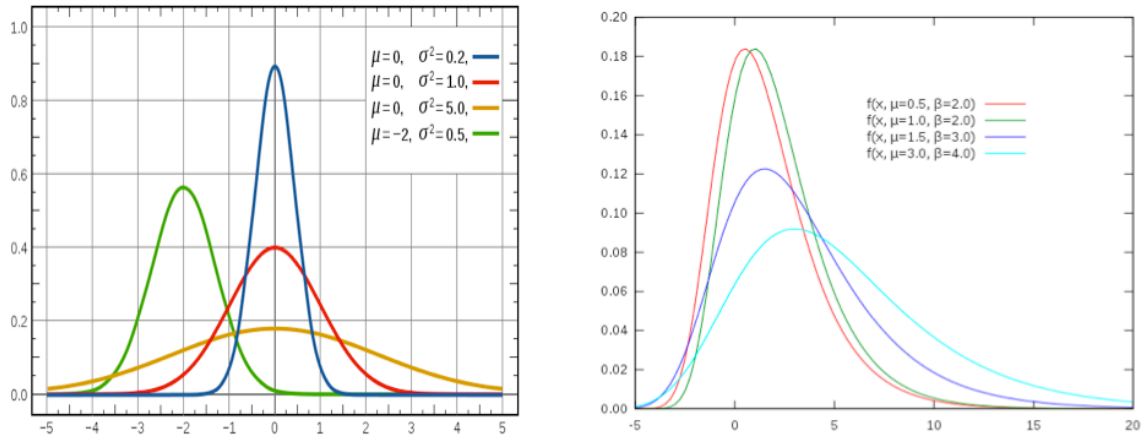 1.0
0.8
0.6
0.4
0.2
0.0
μ=0, σ²=0.2,
μ=0, σ²=1.0,
μ=0, σ²=5.0,
μ=−2, σ²=0.5,
−5 −4 −3 −2 −1 0 1 2 3 4 5
0.20
0.18
0.16
0.14
0.12
0.10
0.08
0.06
0.04
0.02
0.00
f(x, μ=0.5, β=2.0)
f(x, μ=1.0, β=2.0)
f(x, μ=1.5, β=3.0)
f(x, μ=3.0, β=4.0)
-5 0 5 10 15 20